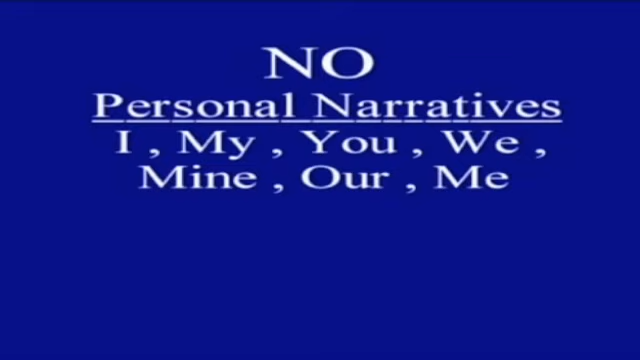 NO
Personal Narratives
I , My , You , We ,
Mine , Our , Me